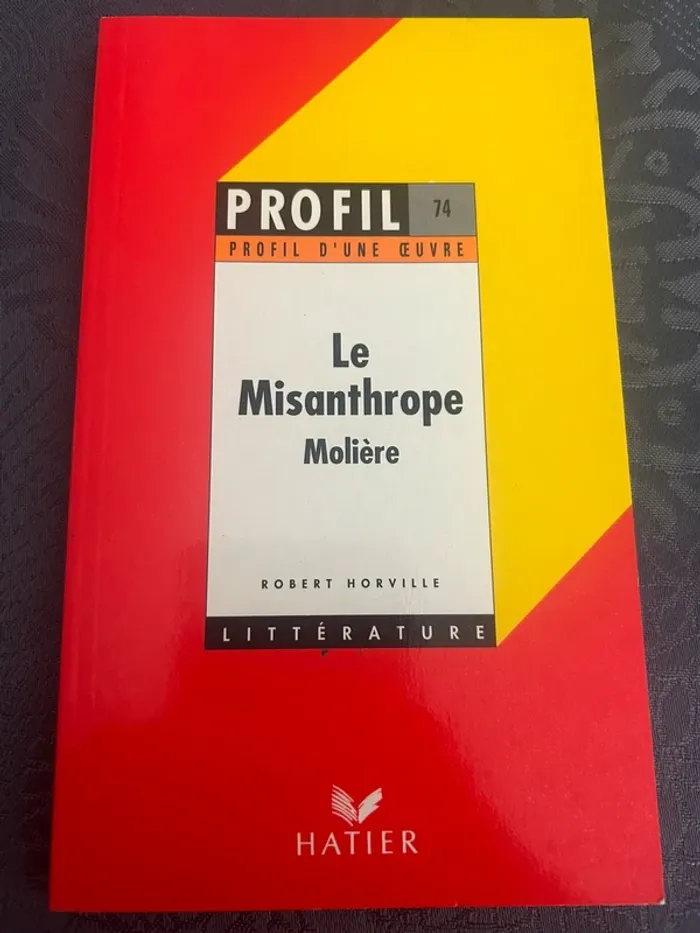 PROFIL 74
PROFIL D'UNE ŒUVRE
Le
Misanthrope
Molière
ROBERT HORVILLE
LITTÉRATURE
HATIER